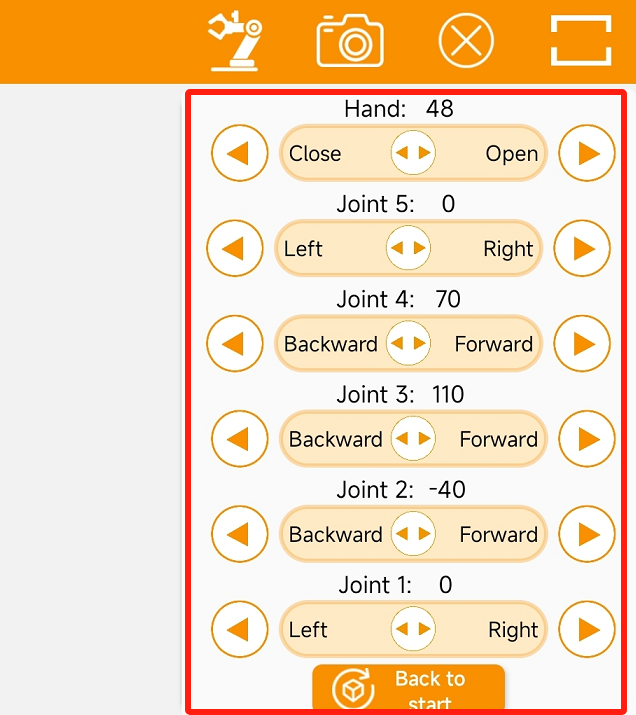 Hand: 48
Close Open
Joint 5: 0
Left Right
Joint 4: 70
Backward Forward
Joint 3: 110
Backward Forward
Joint 2: -40
Backward Forward
Joint 1: 0
Left Right
Back to
start